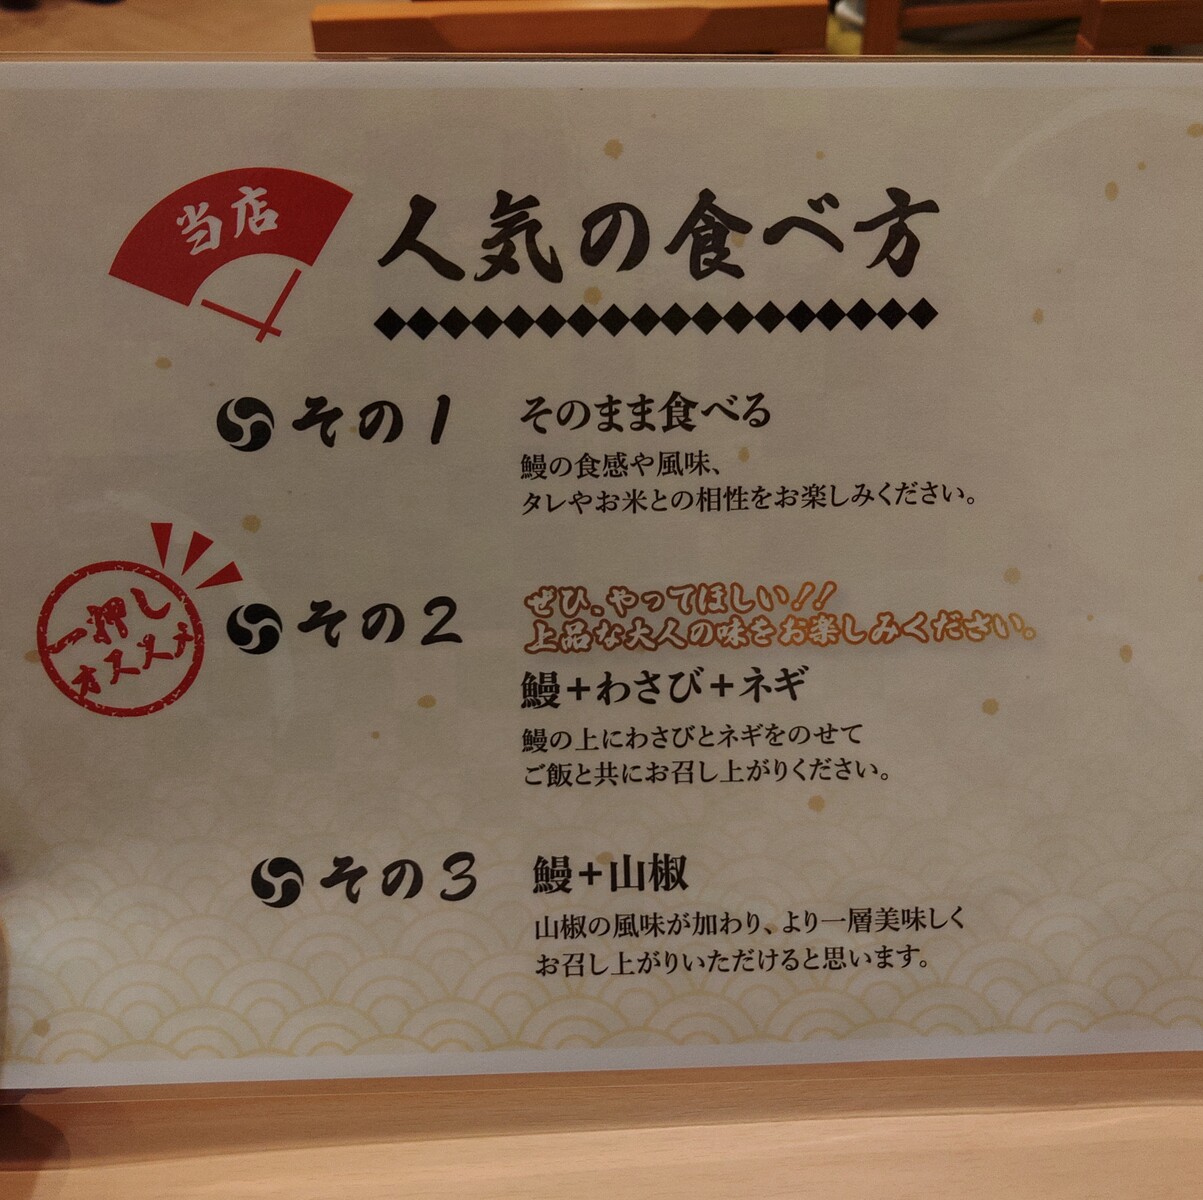 当店
人気の食べ方
その1
そのまま食べる
鰻の食感や風味、
タレやお米との相性をお楽しみください。
一押し
オススメ
その2
ぜひ、やってほしい!!
上品な大人の味をお楽しみください。
鰻+わさび+ネギ
鰻の上にわさびとネギをのせて
ご飯と共にお召し上がりください。
その3
鰻+山椒
山椒の風味が加わり、より一層美味しく
お召し上がりいただけると思います。